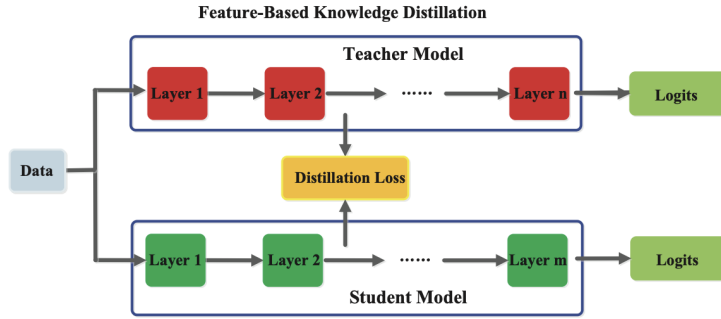 Feature-Based Knowledge Distillation
Teacher Model
Layer 1
Layer 2
......
Layer n
Logits
Data
Distillation Loss
Layer 1
Layer 2
......
Layer m
Logits
Student Model